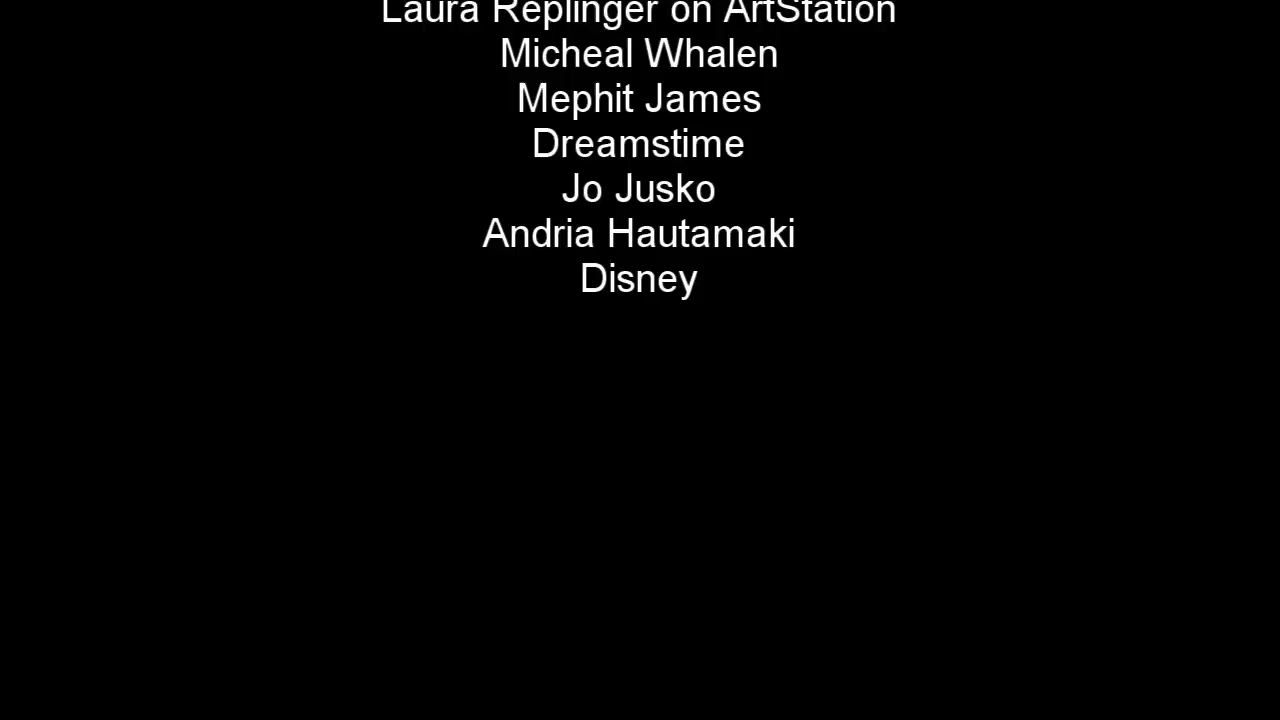 Laura Replinger on ArtStation
Micheal Whalen
Mephit James
Dreamstime
Jo Jusko
Andria Hautamaki
Disney